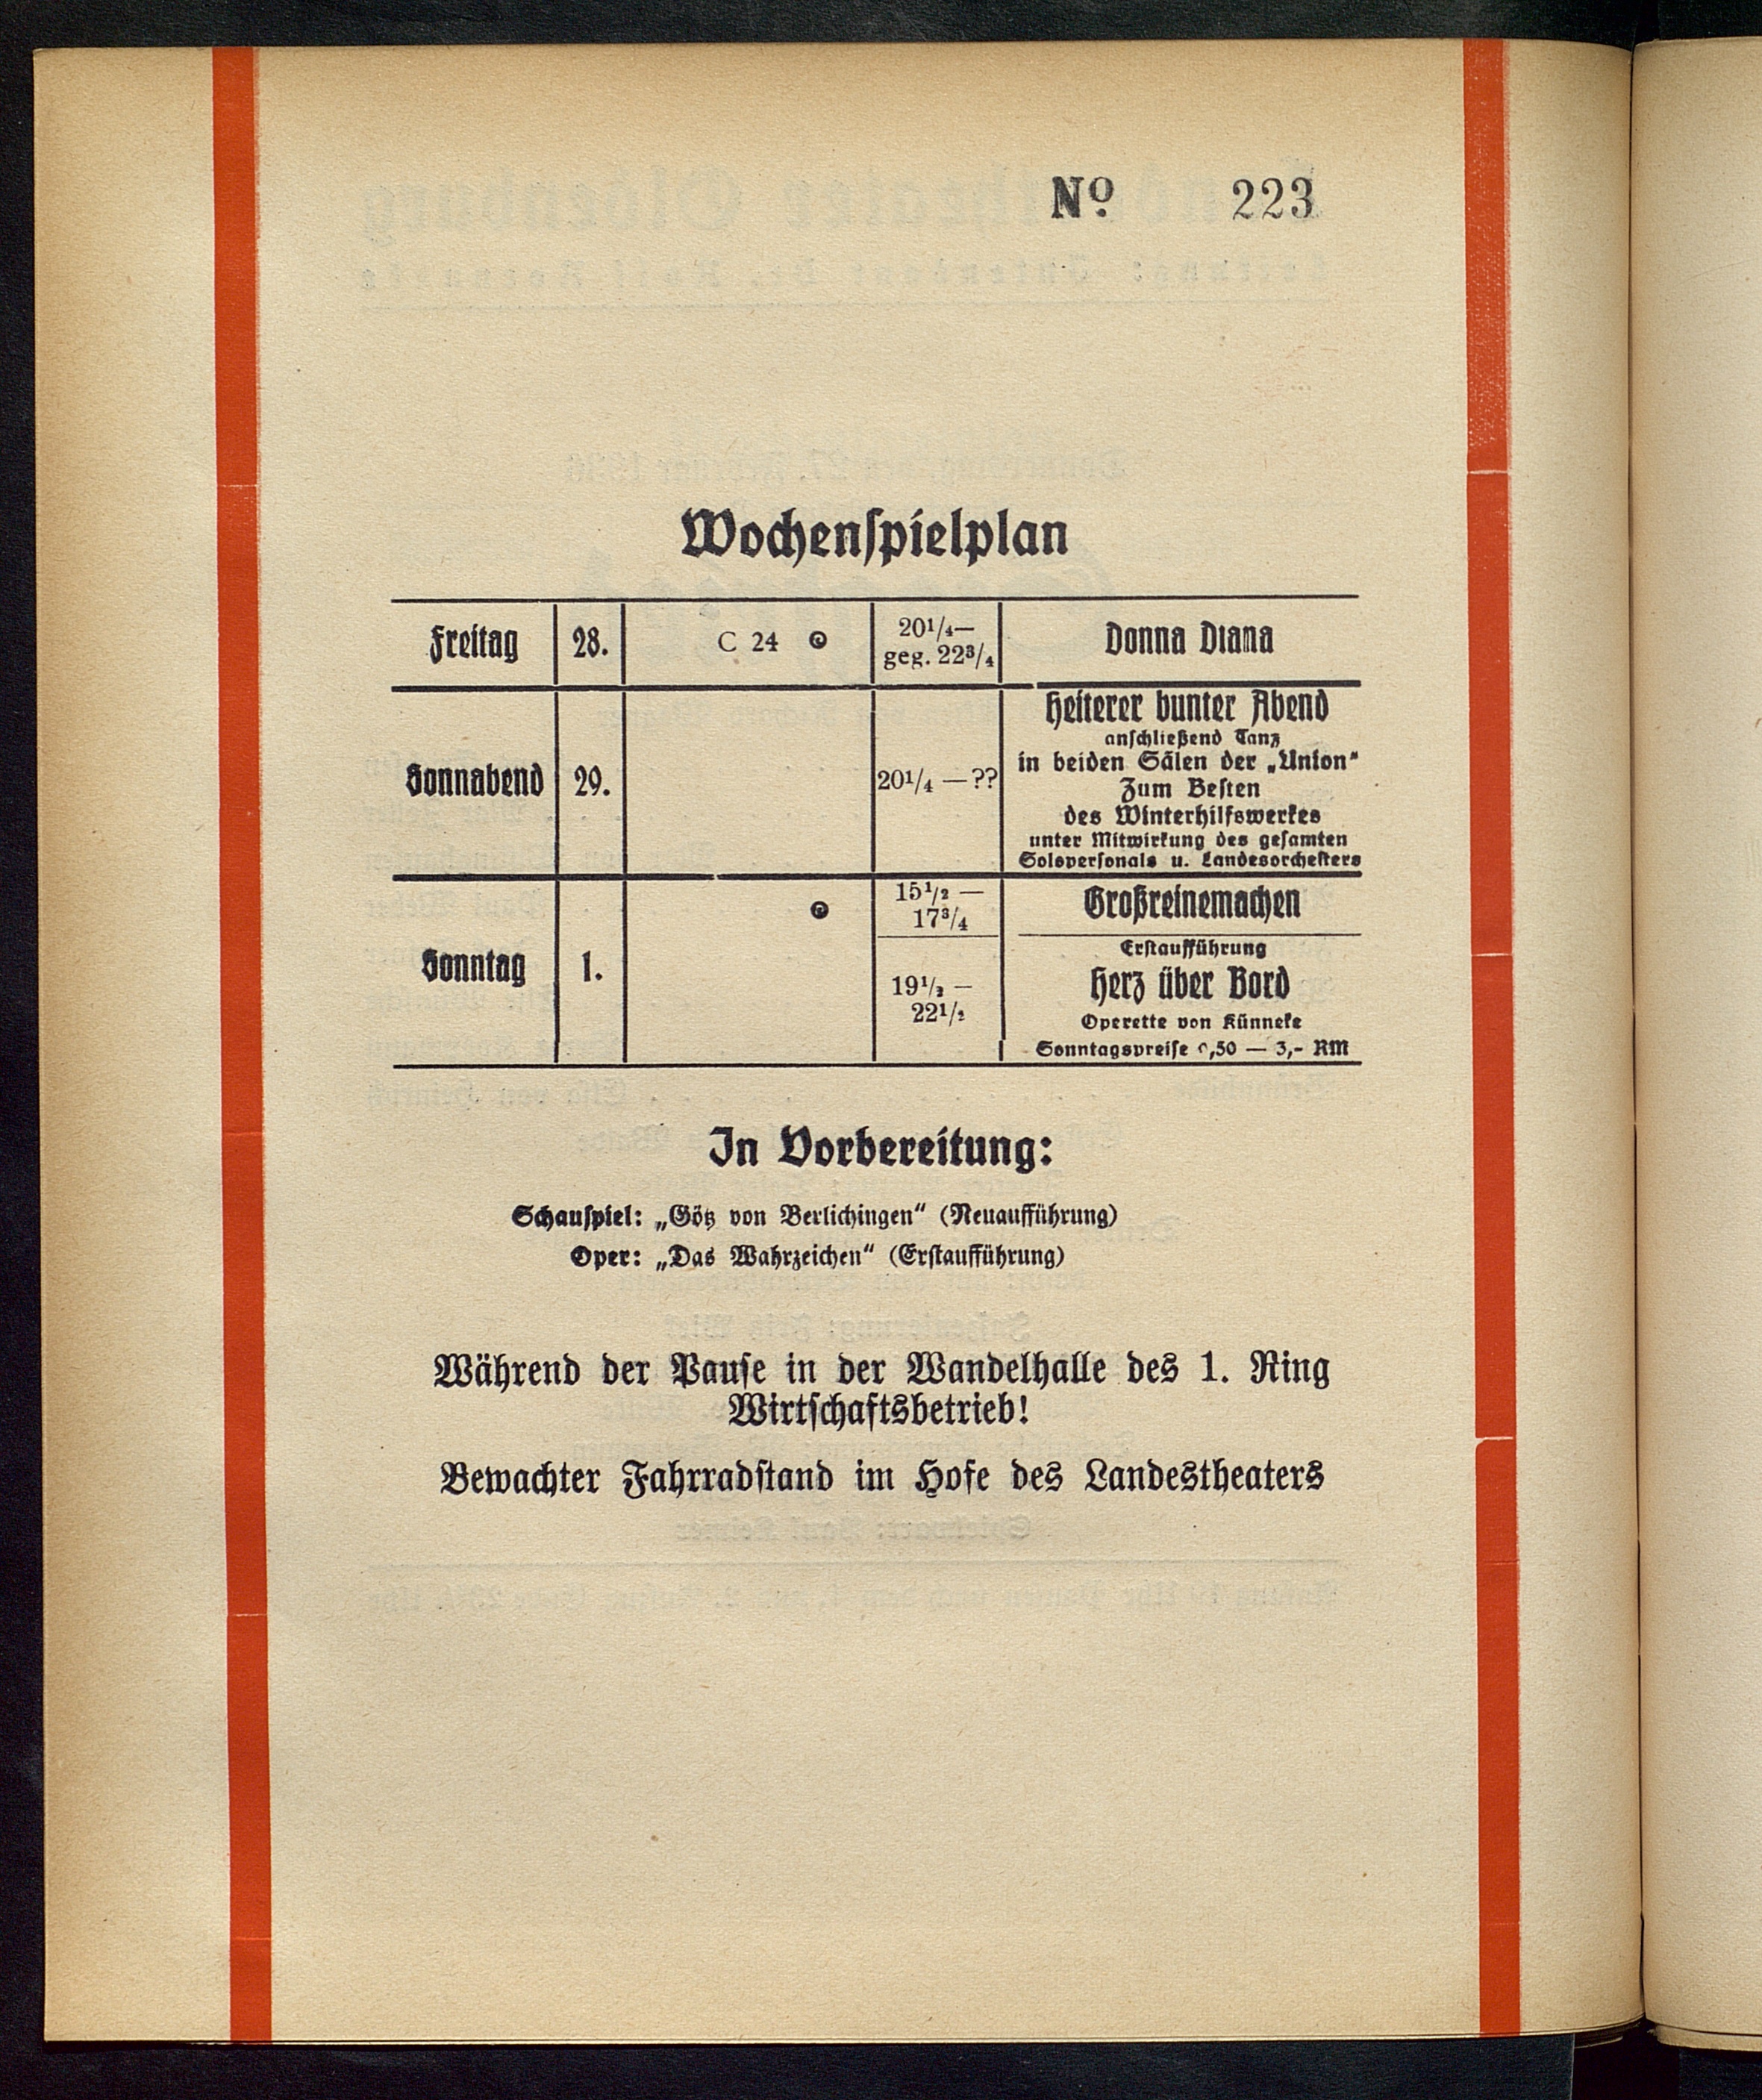 Nº 223
Wochenspielplan
Freitag 28. C 24 20¹/₄— geg. 22³/₄ Donna Diana
Sonnabend 29. 20¹/₄ —??
Heiterer bunter Abend
anschließend Tanz
in beiden Sälen der „Union"
Zum Besten
des Winterhilfswerkes
unter Mitwirkung des gesamten
Solopersonals u. Landesorchesters
Sonntag 1.
15¹/₂ — 17³/₄ Großreinemachen
19¹/₂ — 22¹/₂
Erstaufführung
Herz über Bord
Operette von Künneke
Sonntagspreise 0,50 — 3,- RM
In Vorbereitung:
Schauspiel: „Götz von Berlichingen“ (Neuaufführung)
Oper: „Das Wahrzeichen“ (Erstaufführung)
Während der Pause in der Wandelhalle des 1. Ring
Wirtschaftsbetrieb!
Bewachter Fahrradstand im Hofe des Landestheaters